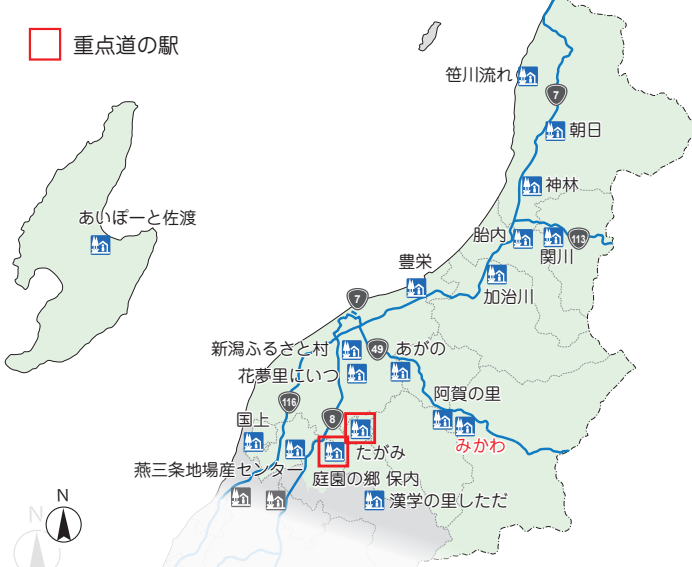 重点道の駅
笹川流れ
7
朝日
神林
あいぽーと佐渡
胎内
関川
113
豊栄
加治川
7
新潟ふるさと村
49
あがの
花夢里にいつ
116
阿賀の里
国上
8
みかわ
たがみ
燕三条地場産センター
庭園の郷 保内
漢学の里しただ
N
N